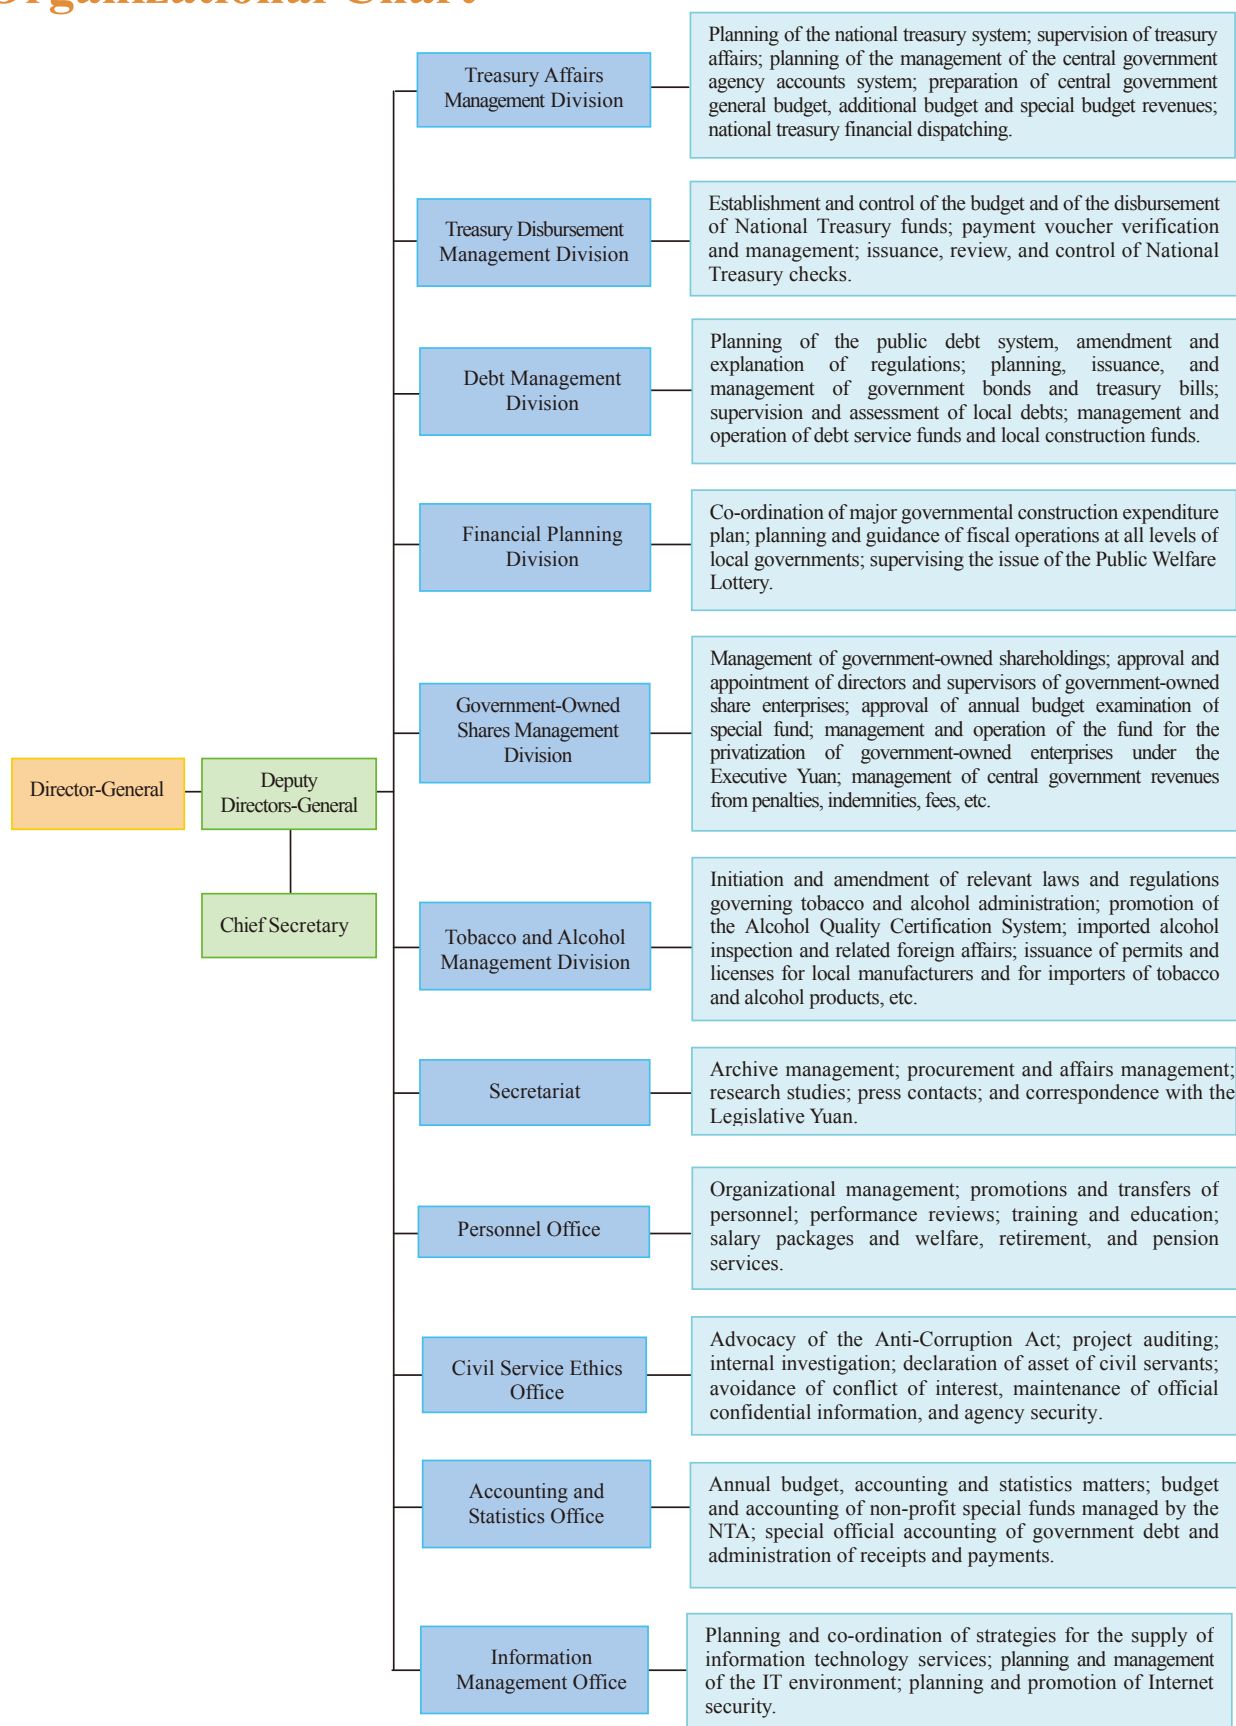 Organizational Chart
Treasury Affairs
Management Division
Planning of the national treasury system; supervision of treasury
affairs; planning of the management of the central government
agency accounts system; preparation of central government
general budget, additional budget and special budget revenues;
national treasury financial dispatching.
Treasury Disbursement
Management Division
Establishment and control of the budget and of the disbursement
of National Treasury funds; payment voucher verification
and management; issuance, review, and control of National
Treasury checks.
Debt Management
Division
Planning of the public debt system, amendment and
explanation of regulations; planning, issuance, and
management of government bonds and treasury bills;
supervision and assessment of local debts; management and
operation of debt service funds and local construction funds.
Financial Planning
Division
Co-ordination of major governmental construction expenditure
plan; planning and guidance of fiscal operations at all levels of
local governments; supervising the issue of the Public Welfare
Lottery.
Government-Owned
Shares Management
Division
Management of government-owned shareholdings; approval and
appointment of directors and supervisors of government-owned
share enterprises; approval of annual budget examination of
special fund; management and operation of the fund for the
privatization of government-owned enterprises under the
Executive Yuan; management of central government revenues
from penalties, indemnities, fees, etc.
Director-General
Deputy
Directors-General
Chief Secretary
Tobacco and Alcohol
Management Division
Initiation and amendment of relevant laws and regulations
governing tobacco and alcohol administration; promotion of
the Alcohol Quality Certification System; imported alcohol
inspection and related foreign affairs; issuance of permits and
licenses for local manufacturers and for importers of tobacco
and alcohol products, etc.
Secretariat
Archive management; procurement and affairs management;
research studies; press contacts; and correspondence with the
Legislative Yuan.
Personnel Office
Organizational management; promotions and transfers of
personnel; performance reviews; training and education;
salary packages and welfare, retirement, and pension
services.
Civil Service Ethics
Office
Advocacy of the Anti-Corruption Act; project auditing;
internal investigation; declaration of asset of civil servants;
avoidance of conflict of interest, maintenance of official
confidential information, and agency security.
Accounting and
Statistics Office
Annual budget, accounting and statistics matters; budget
and accounting of non-profit special funds managed by the
NTA; special official accounting of government debt and
administration of receipts and payments.
Information
Management Office
Planning and co-ordination of strategies for the supply of
information technology services; planning and management
of the IT environment; planning and promotion of Internet
security.